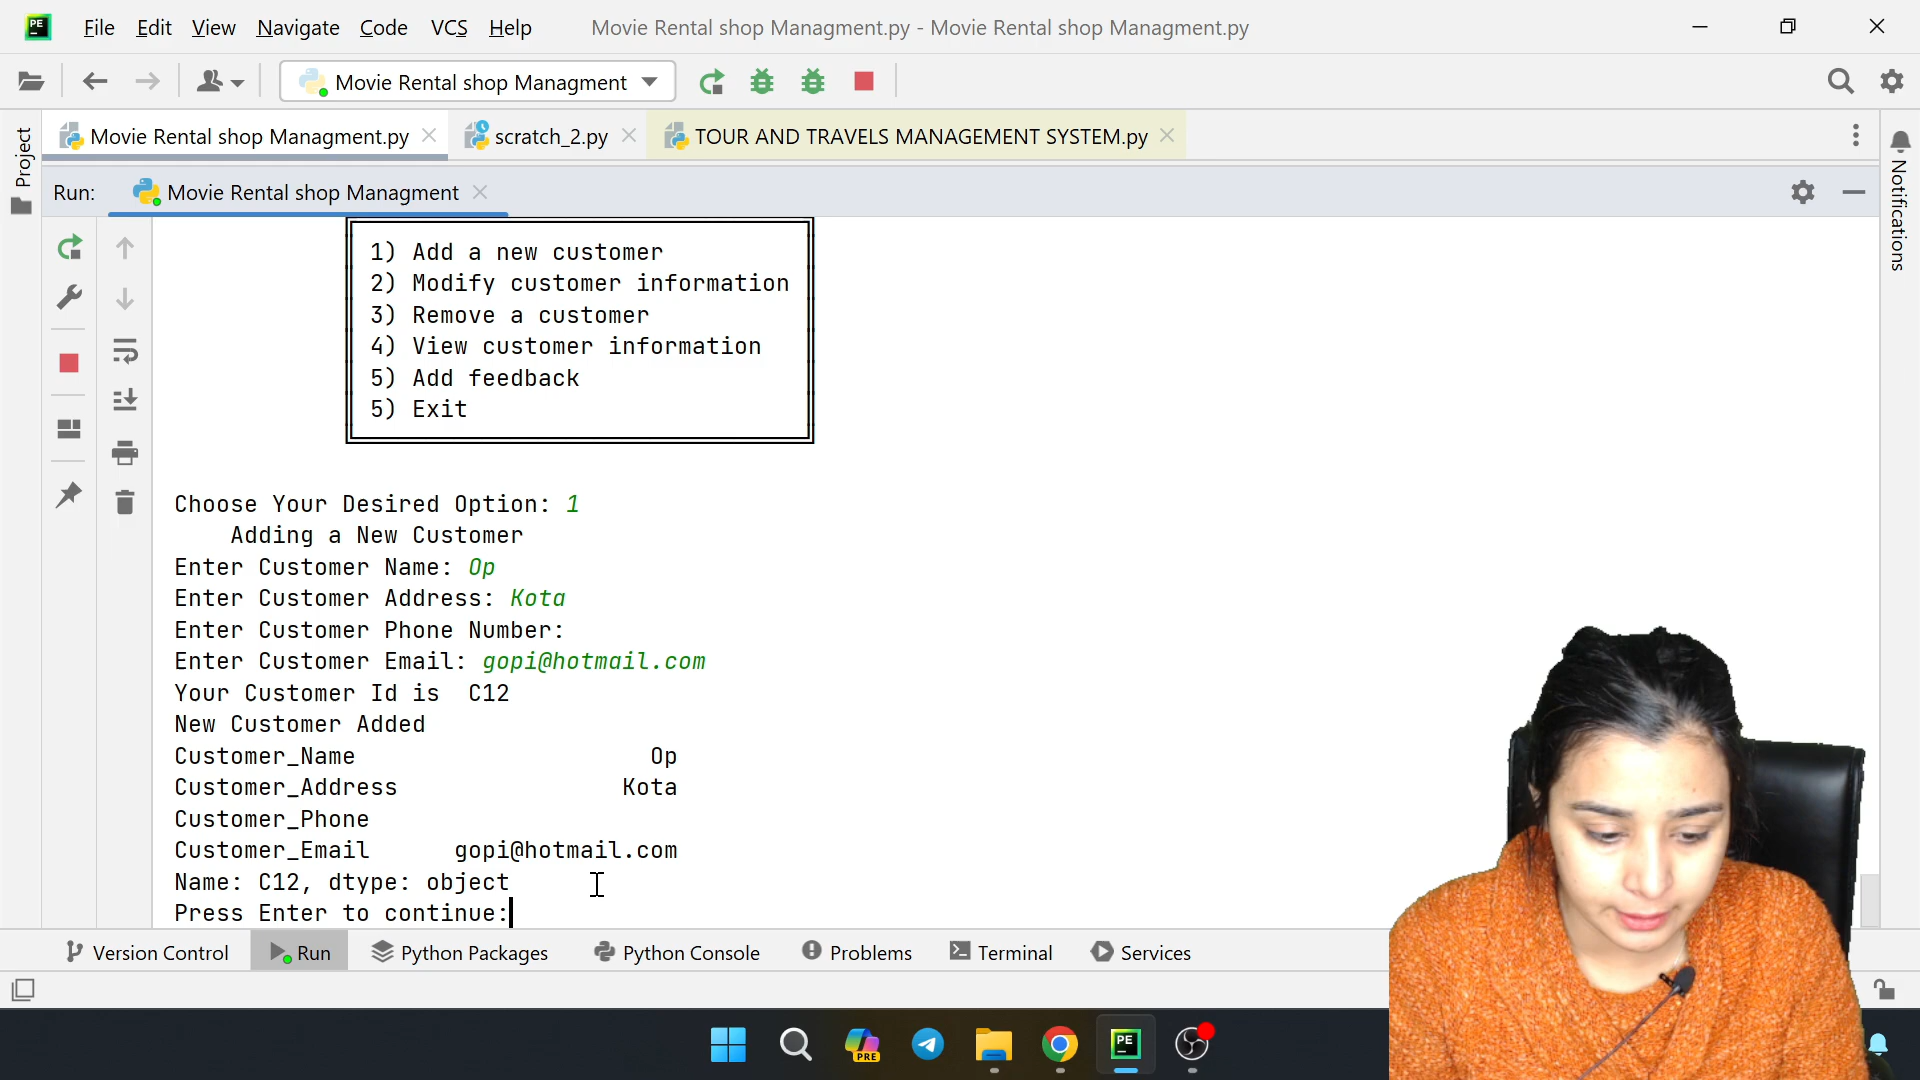 PE File Edit View Navigate Code VCS Help Movie Rental shop Managment.py - Movie Rental shop Managment.py
Movie Rental shop Managment
Movie Rental shop Managment.py scratch_2.py TOUR AND TRAVELS MANAGEMENT SYSTEM.py
Project
Notifications
Run: Movie Rental shop Managment
1) Add a new customer
2) Modify customer information
3) Remove a customer
4) View customer information
5) Add feedback
5) Exit
Choose Your Desired Option: 1
Adding a New Customer
Enter Customer Name: Op
Enter Customer Address: Kota
Enter Customer Phone Number:
Enter Customer Email: gopi@hotmail.com
Your Customer Id is C12
New Customer Added
Customer_Name Op
Customer_Address Kota
Customer_Phone
Customer_Email gopi@hotmail.com
Name: C12, dtype: object
Press Enter to continue:
Version Control Run Python Packages Python Console Problems Terminal Services
PRE PE